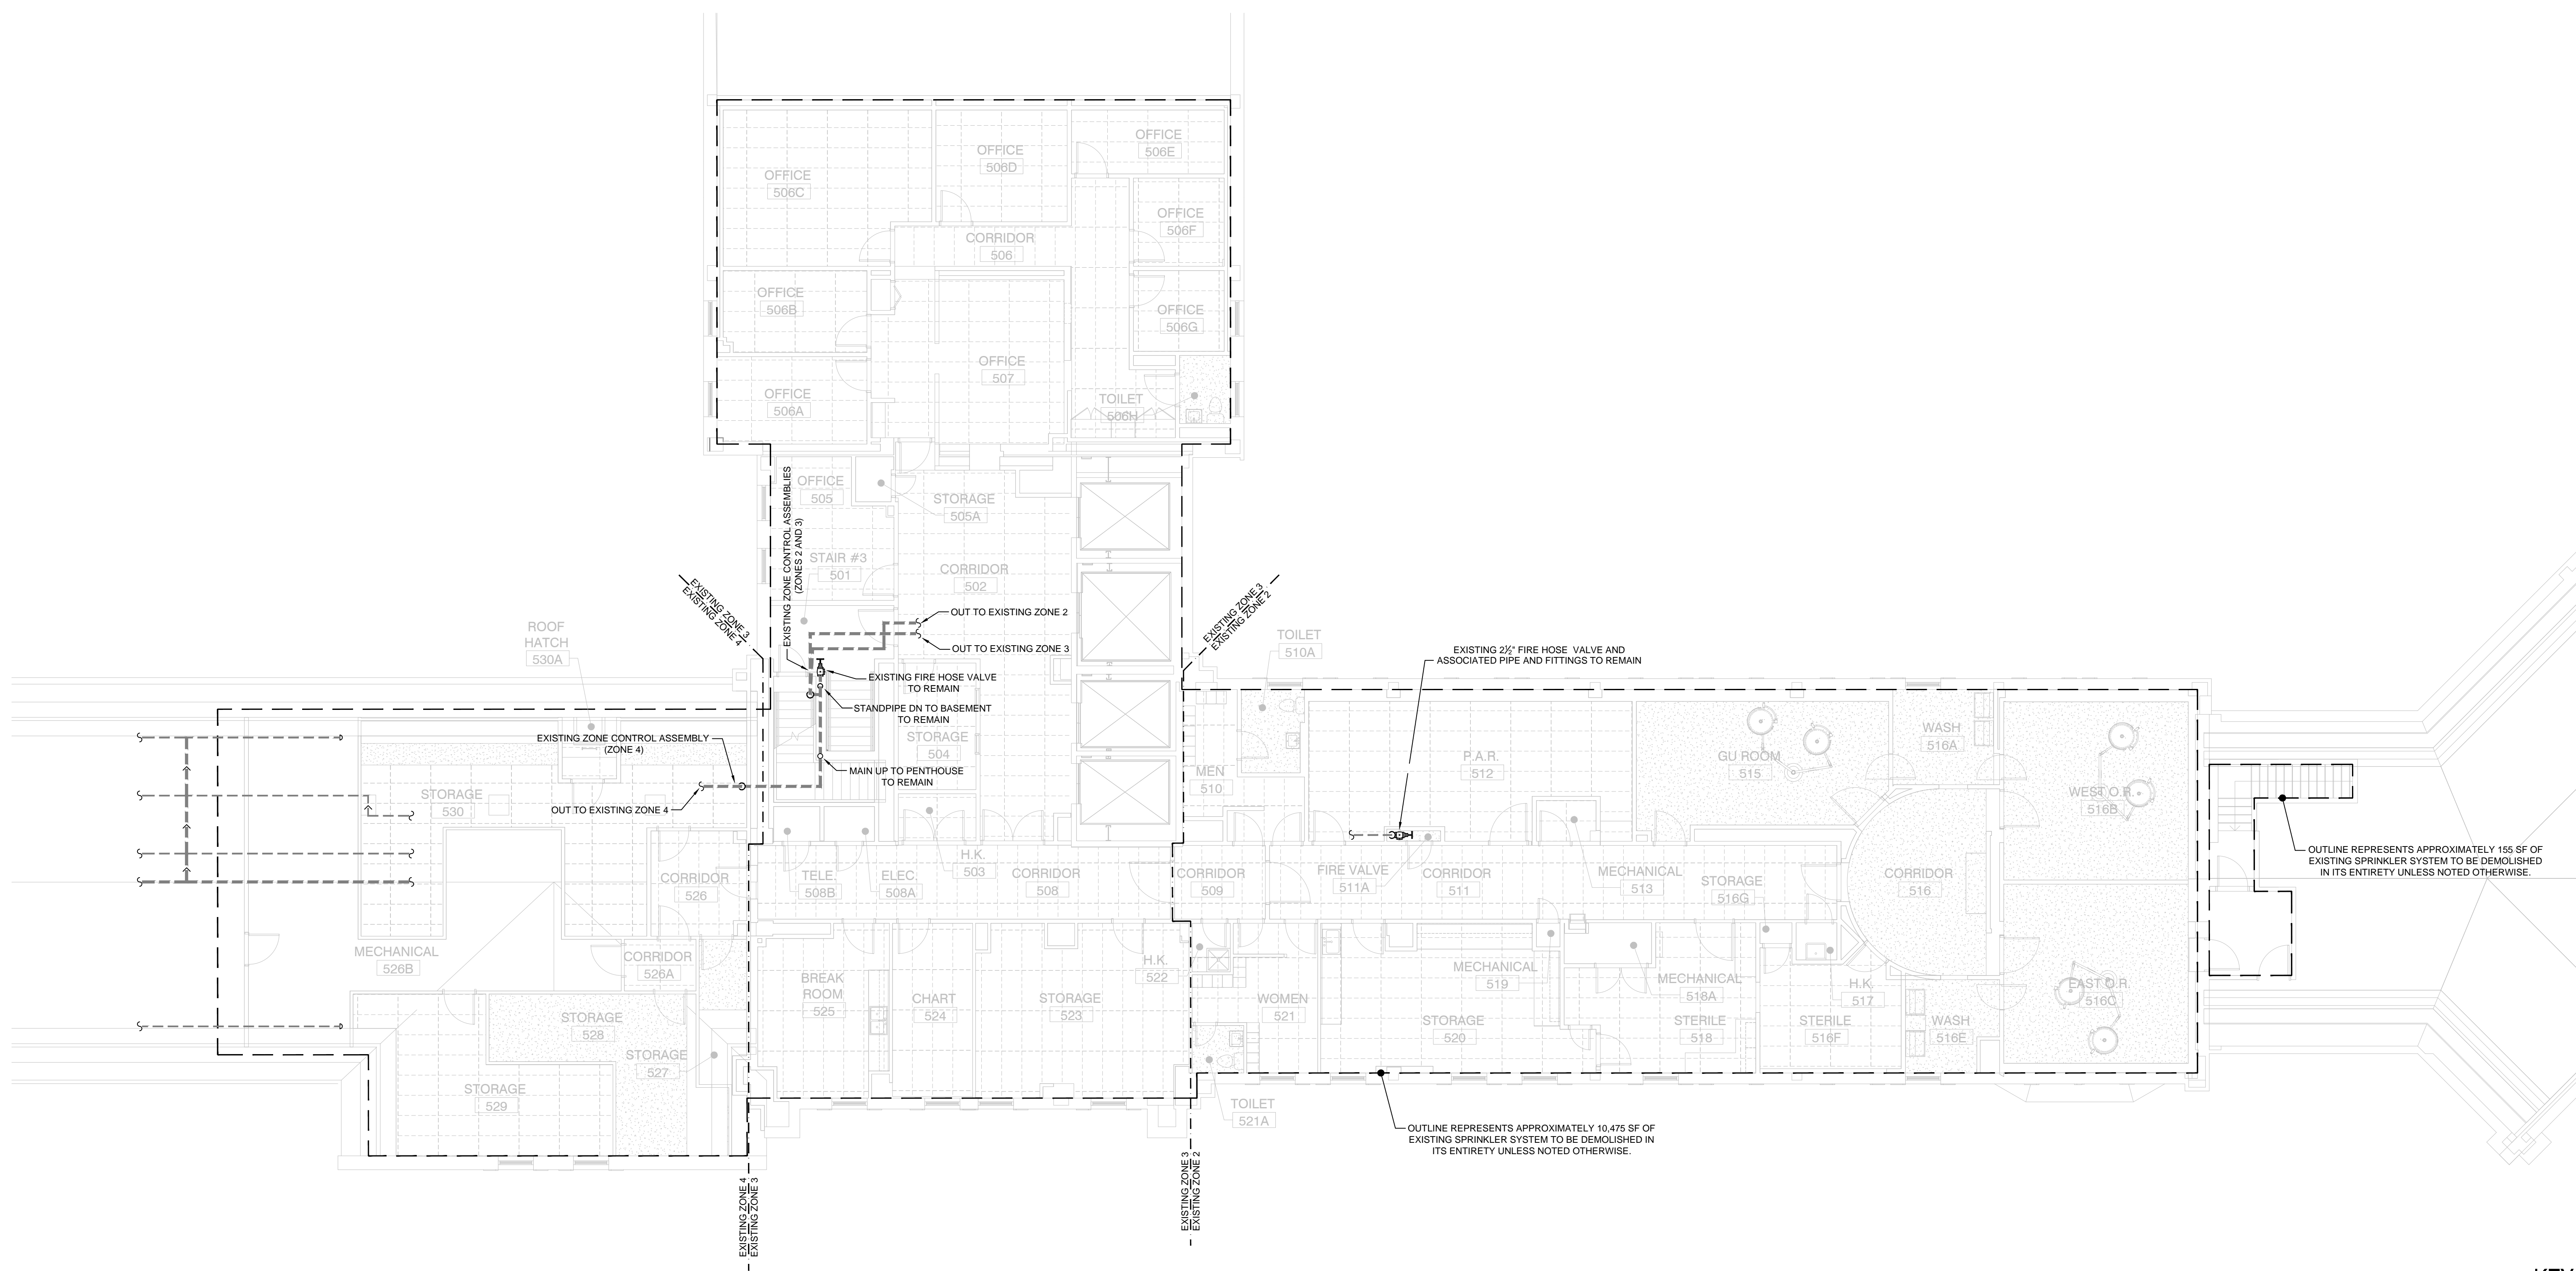 OFFICE
506C
OFFICE
506D
OFFICE
506E
OFFICE
506F
CORRIDOR
506
OFFICE
506B
OFFICE
506G
OFFICE
507
OFFICE
506A
TOILET
506H
OFFICE
505
STORAGE
505A
EXISTING ZONE CONTROL ASSEMBLIES
(ZONES 2 AND 3)
STAIR #3
501
CORRIDOR
502
EXISTING ZONE 3
EXISTING ZONE 4
EXISTING ZONE 3
EXISTING ZONE 2
OUT TO EXISTING ZONE 2
OUT TO EXISTING ZONE 3
ROOF
HATCH
530A
TOILET
510A
EXISTING 2½" FIRE HOSE VALVE AND
ASSOCIATED PIPE AND FITTINGS TO REMAIN
EXISTING FIRE HOSE VALVE
TO REMAIN
STANDPIPE DN TO BASEMENT
TO REMAIN
EXISTING ZONE CONTROL ASSEMBLY
(ZONE 4)
STORAGE
504
MAIN UP TO PENTHOUSE
TO REMAIN
MEN
510
P.A.R.
512
GU ROOM
515
WASH
516A
WEST O.R.
516B
STORAGE
530
OUT TO EXISTING ZONE 4
OUTLINE REPRESENTS APPROXIMATELY 155 SF OF
EXISTING SPRINKLER SYSTEM TO BE DEMOLISHED
IN ITS ENTIRETY UNLESS NOTED OTHERWISE.
CORRIDOR
526
TELE.
508B
ELEC.
508A
H.K.
503
CORRIDOR
508
CORRIDOR
509
FIRE VALVE
511A
CORRIDOR
511
MECHANICAL
513
STORAGE
516G
CORRIDOR
516
MECHANICAL
526B
CORRIDOR
526A
BREAK
ROOM
525
CHART
524
STORAGE
523
H.K.
522
WOMEN
521
MECHANICAL
519
STORAGE
520
MECHANICAL
518A
STERILE
518
H.K.
517
STERILE
516F
WASH
516E
EAST O.R.
516C
STORAGE
528
STORAGE
527
STORAGE
529
TOILET
521A
OUTLINE REPRESENTS APPROXIMATELY 10,475 SF OF
EXISTING SPRINKLER SYSTEM TO BE DEMOLISHED IN
ITS ENTIRETY UNLESS NOTED OTHERWISE.
EXISTING ZONE 4
EXISTING ZONE 3
EXISTING ZONE 3
EXISTING ZONE 2